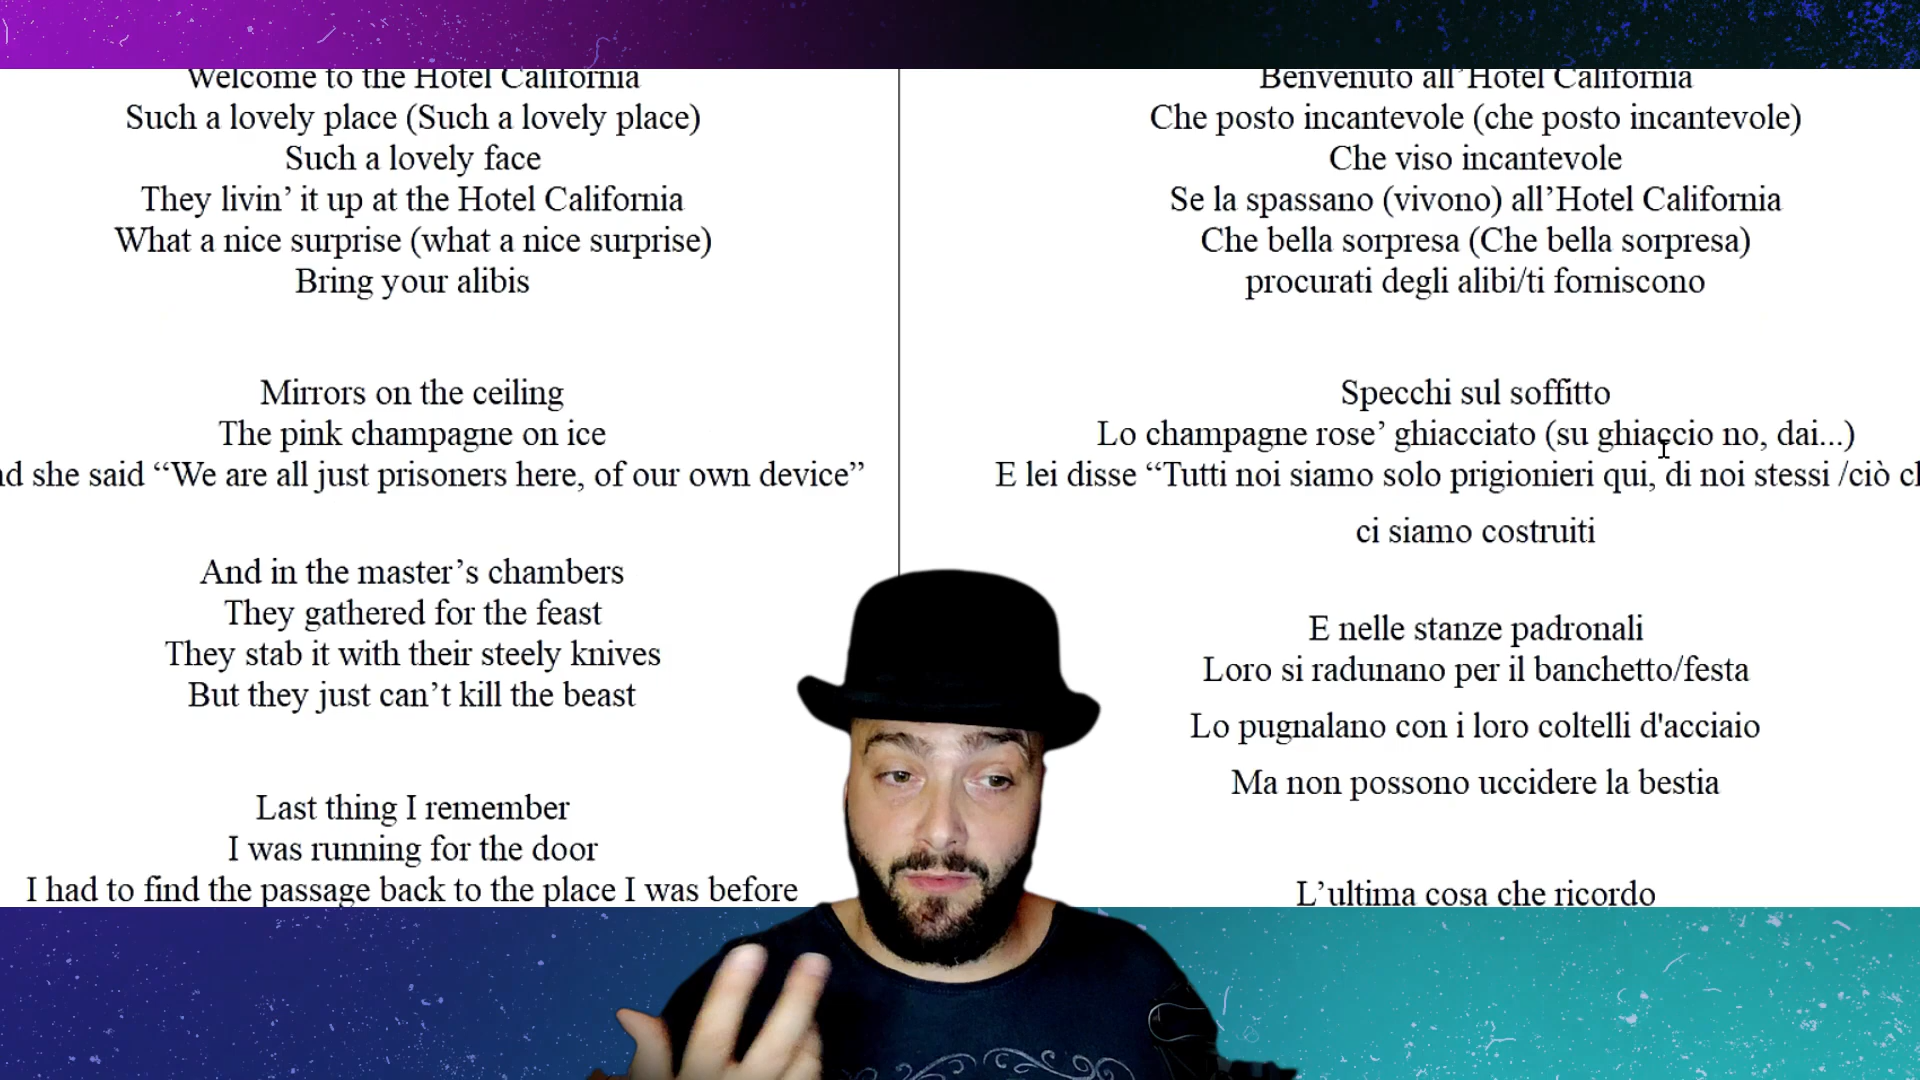 Welcome to the Hotel California
Such a lovely place (Such a lovely place)
Such a lovely face
They livin’ it up at the Hotel California
What a nice surprise (what a nice surprise)
Bring your alibis
Mirrors on the ceiling
The pink champagne on ice
she said “We are all just prisoners here, of our own device”
And in the master’s chambers
They gathered for the feast
They stab it with their steely knives
But they just can’t kill the beast
Last thing I remember
I was running for the door
I had to find the passage back to the place I was before
Benvenuto all’Hotel California
Che posto incantevole (che posto incantevole)
Che viso incantevole
Se la spassano (vivono) all’Hotel California
Che bella sorpresa (Che bella sorpresa)
procurati degli alibi/ti forniscono
Specchi sul soffitto
Lo champagne rose’ ghiacciato (su ghiaccio no, dai...)
E lei disse “Tutti noi siamo solo prigionieri qui, di noi stessi /ciò
ci siamo costruiti
E nelle stanze padronali
Loro si radunano per il banchetto/festa
Lo pugnalano con i loro coltelli d'acciaio
Ma non possono uccidere la bestia
L’ultima cosa che ricordo